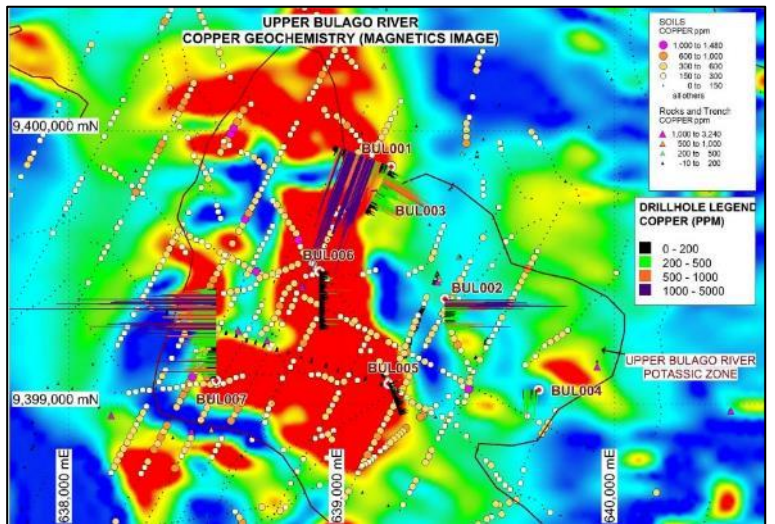 UPPER BULAGO RIVER
COPPER GEOCHEMISTRY (MAGNETICS IMAGE)
SOILS
COPPER ppm
1,000 to 1,480
600 to 1,000
300 to 600
150 to 300
0 to 150
all others
Rocks and Trench
COPPER ppm
1,000 to 3,240
500 to 1,000
200 to 500
-10 to 200
DRILLHOLE LEGEND
COPPER (PPM)
0 - 200
200 - 500
500 - 1000
1000 - 5000
9,400,000 mN
BUL001
BUL003
BUL006
BUL002
UPPER BULAGO RIVER
POTASSIC ZONE
BUL005
BUL004
BUL007
9,399,000 mN
638,000 mE
639,000 mE
640,000 mE